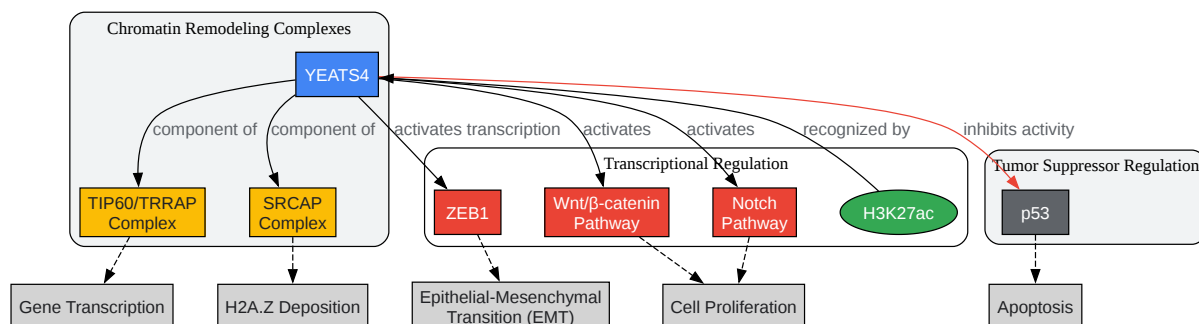 Chromatin Remodeling Complexes
YEATS4
component of
component of
activates transcription
activates
activates
recognized by
inhibits activity
Transcriptional Regulation
Tumor Suppressor Regulation
TIP60/TRRAP
Complex
SRCAP
Complex
ZEB1
Wnt/β-catenin
Pathway
Notch
Pathway
H3K27ac
p53
Gene Transcription
H2A.Z Deposition
Epithelial-Mesenchymal
Transition (EMT)
Cell Proliferation
Apoptosis